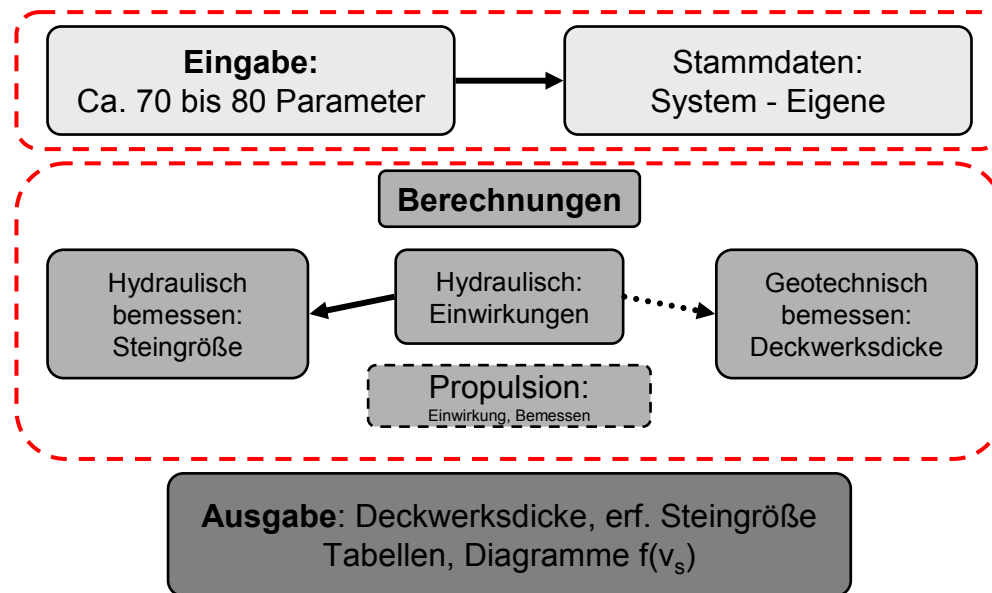 Eingabe:
Ca. 70 bis 80 Parameter
Stammdaten:
System - Eigene
Berechnungen
Hydraulisch
bemessen:
Steingröße
Hydraulisch:
Einwirkungen
Geotechnisch
bemessen:
Deckwerksdicke
Propulsion:
Einwirkung, Bemessen
Ausgabe: Deckwerksdicke, erf. Steingröße
Tabellen, Diagramme f(vs)